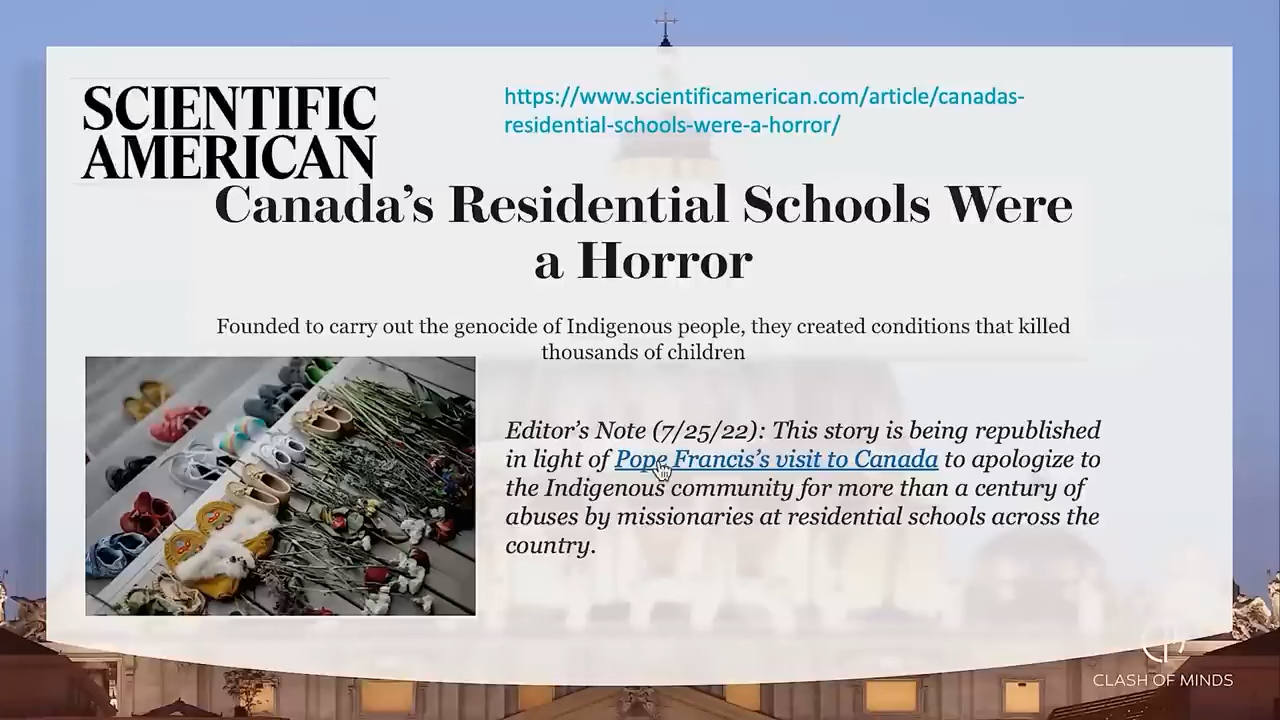 SCIENTIFIC
AMERICAN
https://www.scientificamerican.com/article/canadas-
residential-schools-were-a-horror/
Canada’s Residential Schools Were
a Horror
Founded to carry out the genocide of Indigenous people, they created conditions that killed
thousands of children
Editor’s Note (7/25/22): This story is being republished
in light of Pope Francis’s visit to Canada to apologize to
the Indigenous community for more than a century of
abuses by missionaries at residential schools across the
country.
CLASH OF MINDS